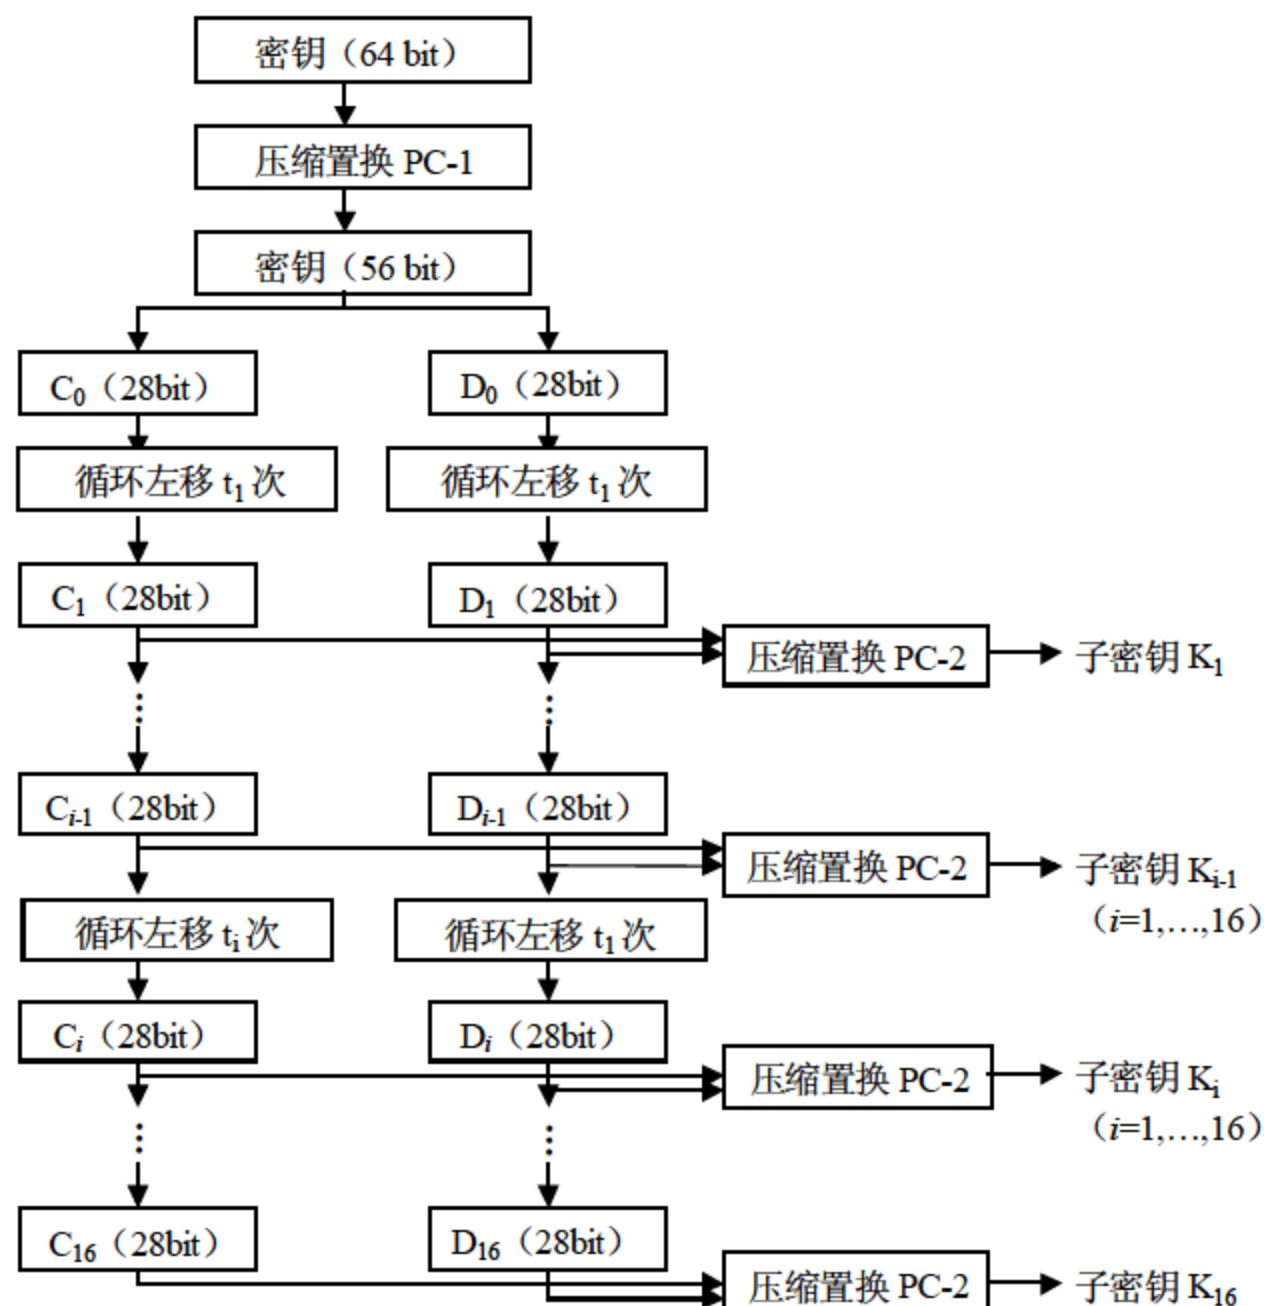 密钥（64 bit）
压缩置换 PC-1
密钥（56 bit）
C₀（28bit） D₀（28bit）
循环左移 t₁ 次 循环左移 t₁ 次
C₁（28bit） D₁（28bit）
压缩置换 PC-2 子密钥 K₁
⋮ ⋮
Cᵢ₋₁（28bit） Dᵢ₋₁（28bit）
压缩置换 PC-2 子密钥 Kᵢ₋₁
（i=1,…,16）
循环左移 tᵢ 次 循环左移 t₁ 次
Cᵢ（28bit） Dᵢ（28bit）
压缩置换 PC-2 子密钥 Kᵢ
（i=1,…,16）
⋮ ⋮
C₁₆（28bit） D₁₆（28bit）
压缩置换 PC-2 子密钥 K₁₆